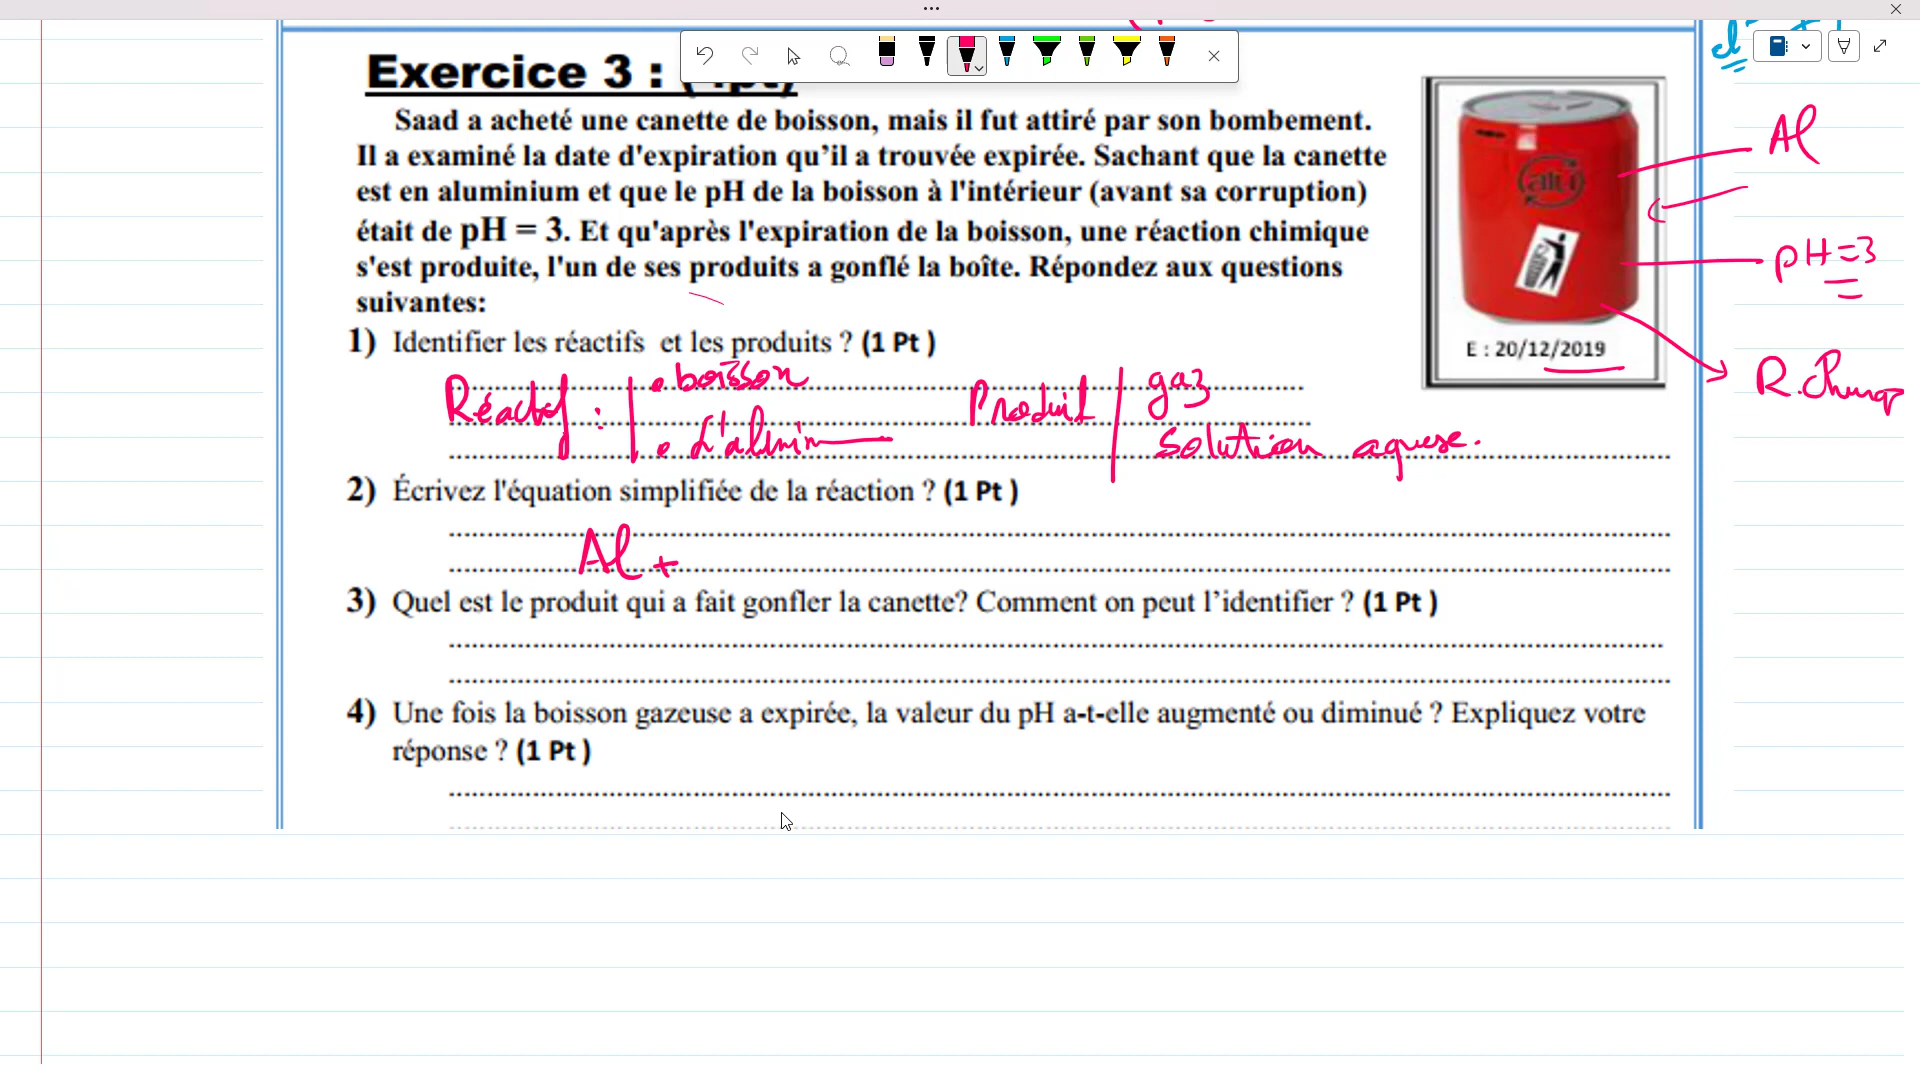 Exercice 3 :
Saad a acheté une canette de boisson, mais il fut attiré par son bombement.
Il a examiné la date d'expiration qu'il a trouvée expirée. Sachant que la canette
est en aluminium et que le pH de la boisson à l'intérieur (avant sa corruption)
était de pH = 3. Et qu'après l'expiration de la boisson, une réaction chimique
s'est produite, l'un de ses produits a gonflé la boîte. Répondez aux questions
suivantes:
alu
E : 20/12/2019
Al
pH = 3
1) Identifier les réactifs et les produits ? (1 Pt )
boisson
Produit
gaz
solution
2) Écrivez l'équation simplifiée de la réaction ? (1 Pt )
Al +
3) Quel est le produit qui a fait gonfler la canette? Comment on peut l’identifier ? (1 Pt )
4) Une fois la boisson gazeuse a expirée, la valeur du pH a-t-elle augmenté ou diminué ? Expliquez votre
réponse ? (1 Pt )